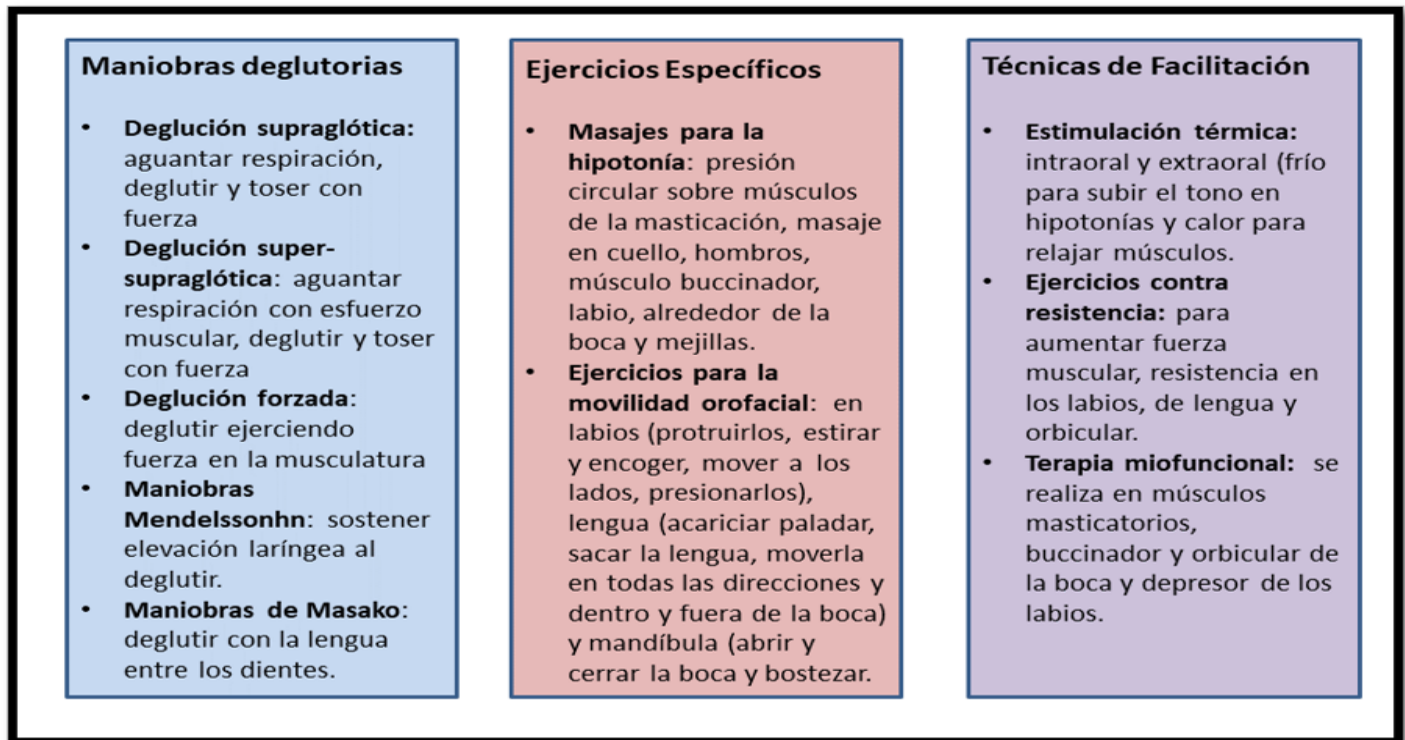 Maniobras deglutorias
• Deglución supraglótica:
aguantar respiración,
deglutir y toser con
fuerza
• Deglución super-
supraglótica: aguantar
respiración con esfuerzo
muscular, deglutir y toser
con fuerza
• Deglución forzada:
deglutir ejerciendo
fuerza en la musculatura
• Maniobras
Mendelssonhn: sostener
elevación laríngea al
deglutir.
• Maniobras de Masako:
deglutir con la lengua
entre los dientes.
Ejercicios Específicos
• Masajes para la
hipotonía: presión
circular sobre músculos
de la masticación, masaje
en cuello, hombros,
músculo buccinador,
labio, alrededor de la
boca y mejillas.
• Ejercicios para la
movilidad orofacial: en
labios (protruirlos, estirar
y encoger, mover a los
lados, presionarlos),
lengua (acariciar paladar,
sacar la lengua, moverla
en todas las direcciones y
dentro y fuera de la boca)
y mandíbula (abrir y
cerrar la boca y bostezar.
Técnicas de Facilitación
• Estimulación térmica:
intraoral y extraoral (frío
para subir el tono en
hipotonías y calor para
relajar músculos.
• Ejercicios contra
resistencia: para
aumentar fuerza
muscular, resistencia en
los labios, de lengua y
orbicular.
• Terapia miofuncional: se
realiza en músculos
masticatorios,
buccinador y orbicular de
la boca y depresor de los
labios.